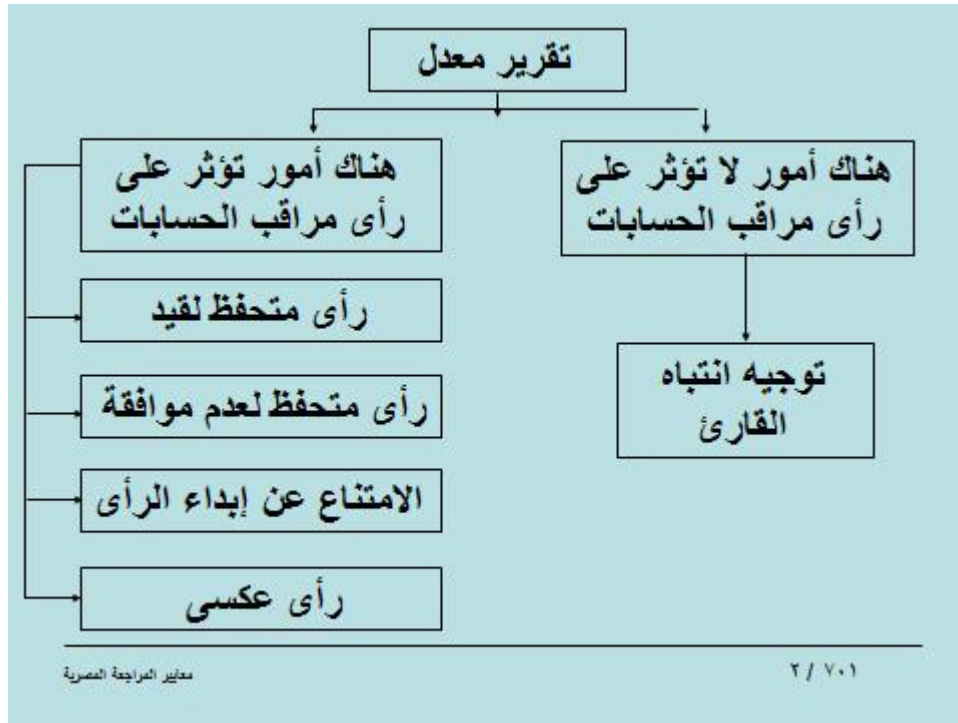 تقرير معدل
هناك أمور لا تؤثر على
رأى مراقب الحسابات
توجيه انتباه
القارئ
هناك أمور تؤثر على
رأى مراقب الحسابات
رأى متحفظ لقيد
رأى متحفظ لعدم موافقة
الامتناع عن إبداء الرأى
رأى عكسى
٧٠١ / ٢
معايير المراجعة المصرية